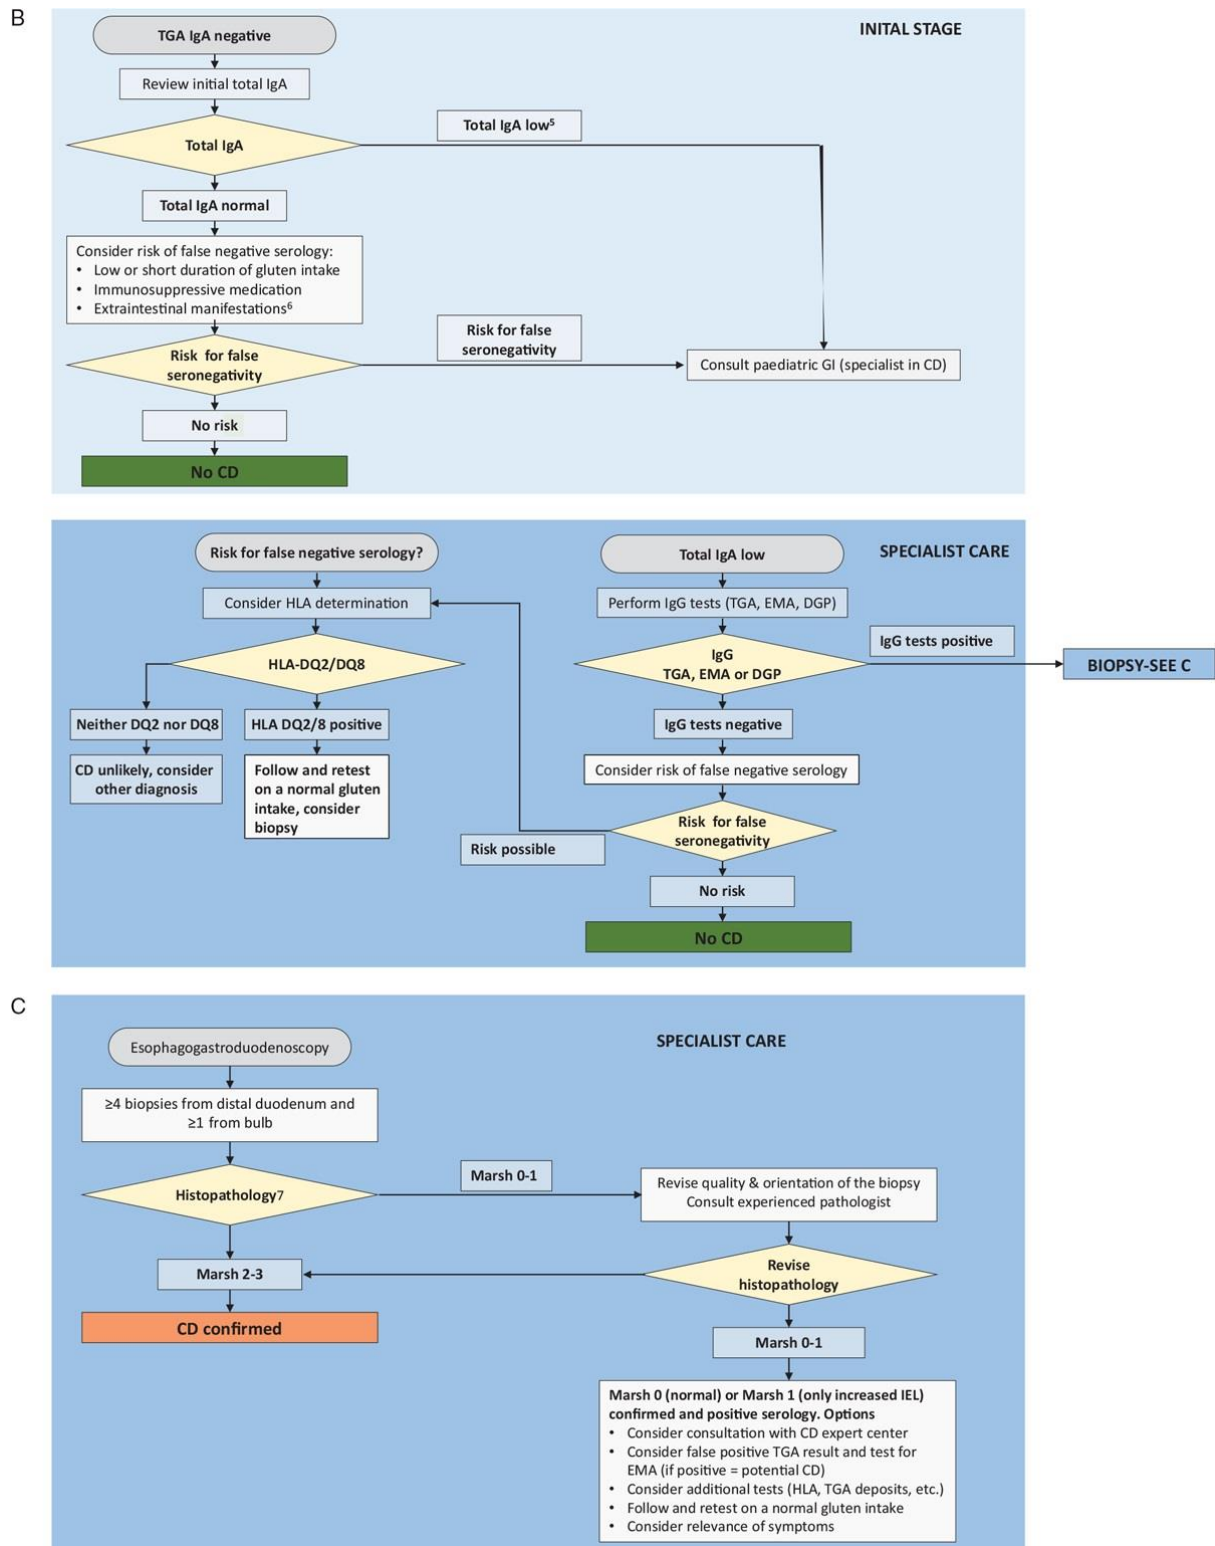 B
INITAL STAGE
TGA IgA negative
Review initial total IgA
Total IgA
Total IgA low⁵
Total IgA normal
Consider risk of false negative serology:
• Low or short duration of gluten intake
• Immunosuppressive medication
• Extraintestinal manifestations⁶
Risk for false
seronegativity
Risk for false
seronegativity
Consult paediatric GI (specialist in CD)
No risk
No CD
SPECIALIST CARE
Risk for false negative serology?
Consider HLA determination
HLA-DQ2/DQ8
Neither DQ2 nor DQ8
HLA DQ2/8 positive
CD unlikely, consider
other diagnosis
Follow and retest
on a normal gluten
intake, consider
biopsy
Total IgA low
Perform IgG tests (TGA, EMA, DGP)
IgG
TGA, EMA or DGP
IgG tests positive
BIOPSY-SEE C
IgG tests negative
Consider risk of false negative serology
Risk for false
seronegativity
Risk possible
No risk
No CD
C
SPECIALIST CARE
Esophagogastroduodenoscopy
≥4 biopsies from distal duodenum and
≥1 from bulb
Histopathology7
Marsh 0-1
Revise quality & orientation of the biopsy
Consult experienced pathologist
Marsh 2-3
Revise
histopathology
CD confirmed
Marsh 0-1
Marsh 0 (normal) or Marsh 1 (only increased IEL)
confirmed and positive serology. Options
• Consider consultation with CD expert center
• Consider false positive TGA result and test for
EMA (if positive = potential CD)
• Consider additional tests (HLA, TGA deposits, etc.)
• Follow and retest on a normal gluten intake
• Consider relevance of symptoms